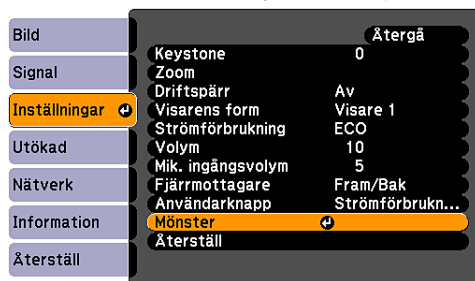 Bild
Signal
Inställningar
Utökad
Nätverk
Information
Återställ
Återgå
Keystone 0
Zoom
Driftspärr Av
Visarens form Visare 1
Strömförbrukning ECO
Volym 10
Mik. ingångsvolym 5
Fjärrmottagare Fram/Bak
Användarknapp Strömförbrukn...
Mönster
Återställ